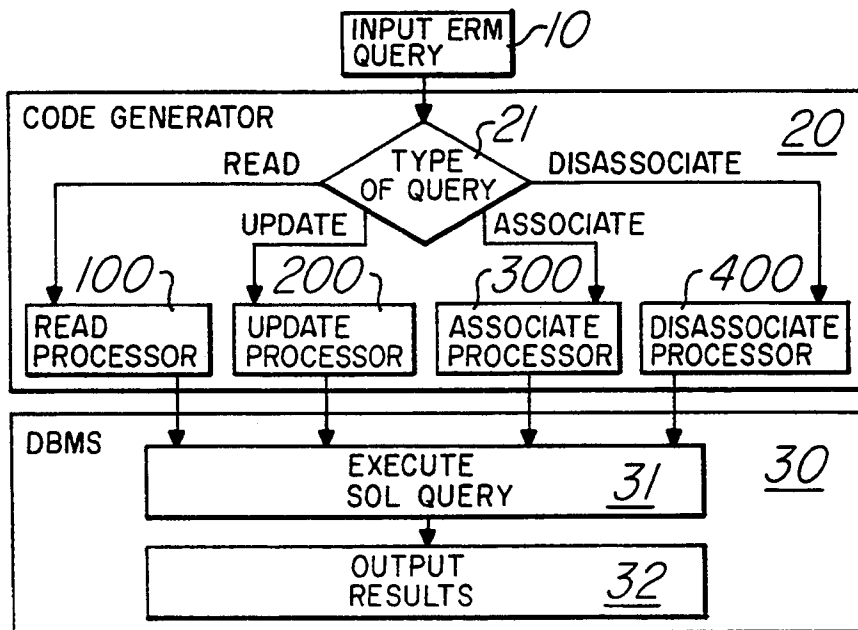 INPUT ERM
QUERY
10
CODE GENERATOR
20
21
TYPE
OF QUERY
READ
DISASSOCIATE
UPDATE
ASSOCIATE
100
200
300
400
READ
PROCESSOR
UPDATE
PROCESSOR
ASSOCIATE
PROCESSOR
DISASSOCIATE
PROCESSOR
DBMS
30
EXECUTE
SQL QUERY
31
OUTPUT
RESULTS
32